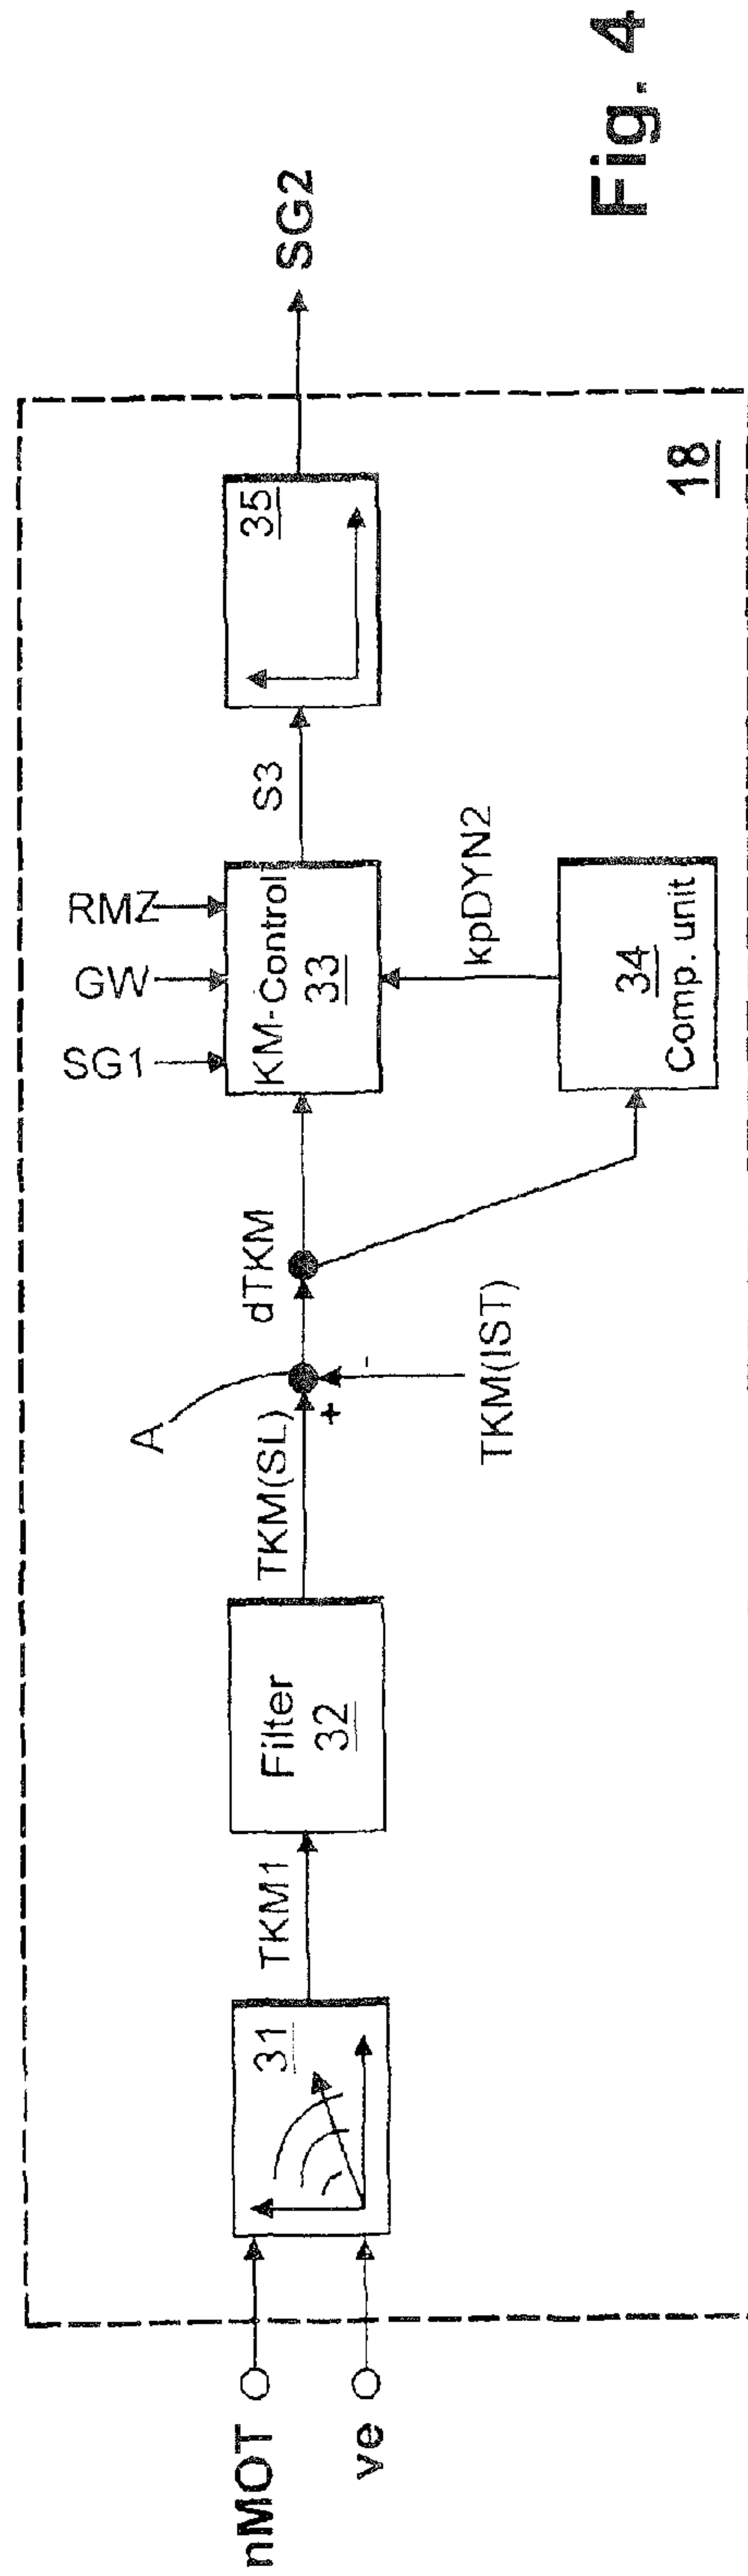 nMOT
ve
31
TKM1
Filter
32
TKM(SL)
+
-
A
TKM(IST)
dTKM
SG1
GW
RMZ
KM-Control
33
kpDYN2
34
Comp. unit
S3
35
SG2
18
Fig. 4